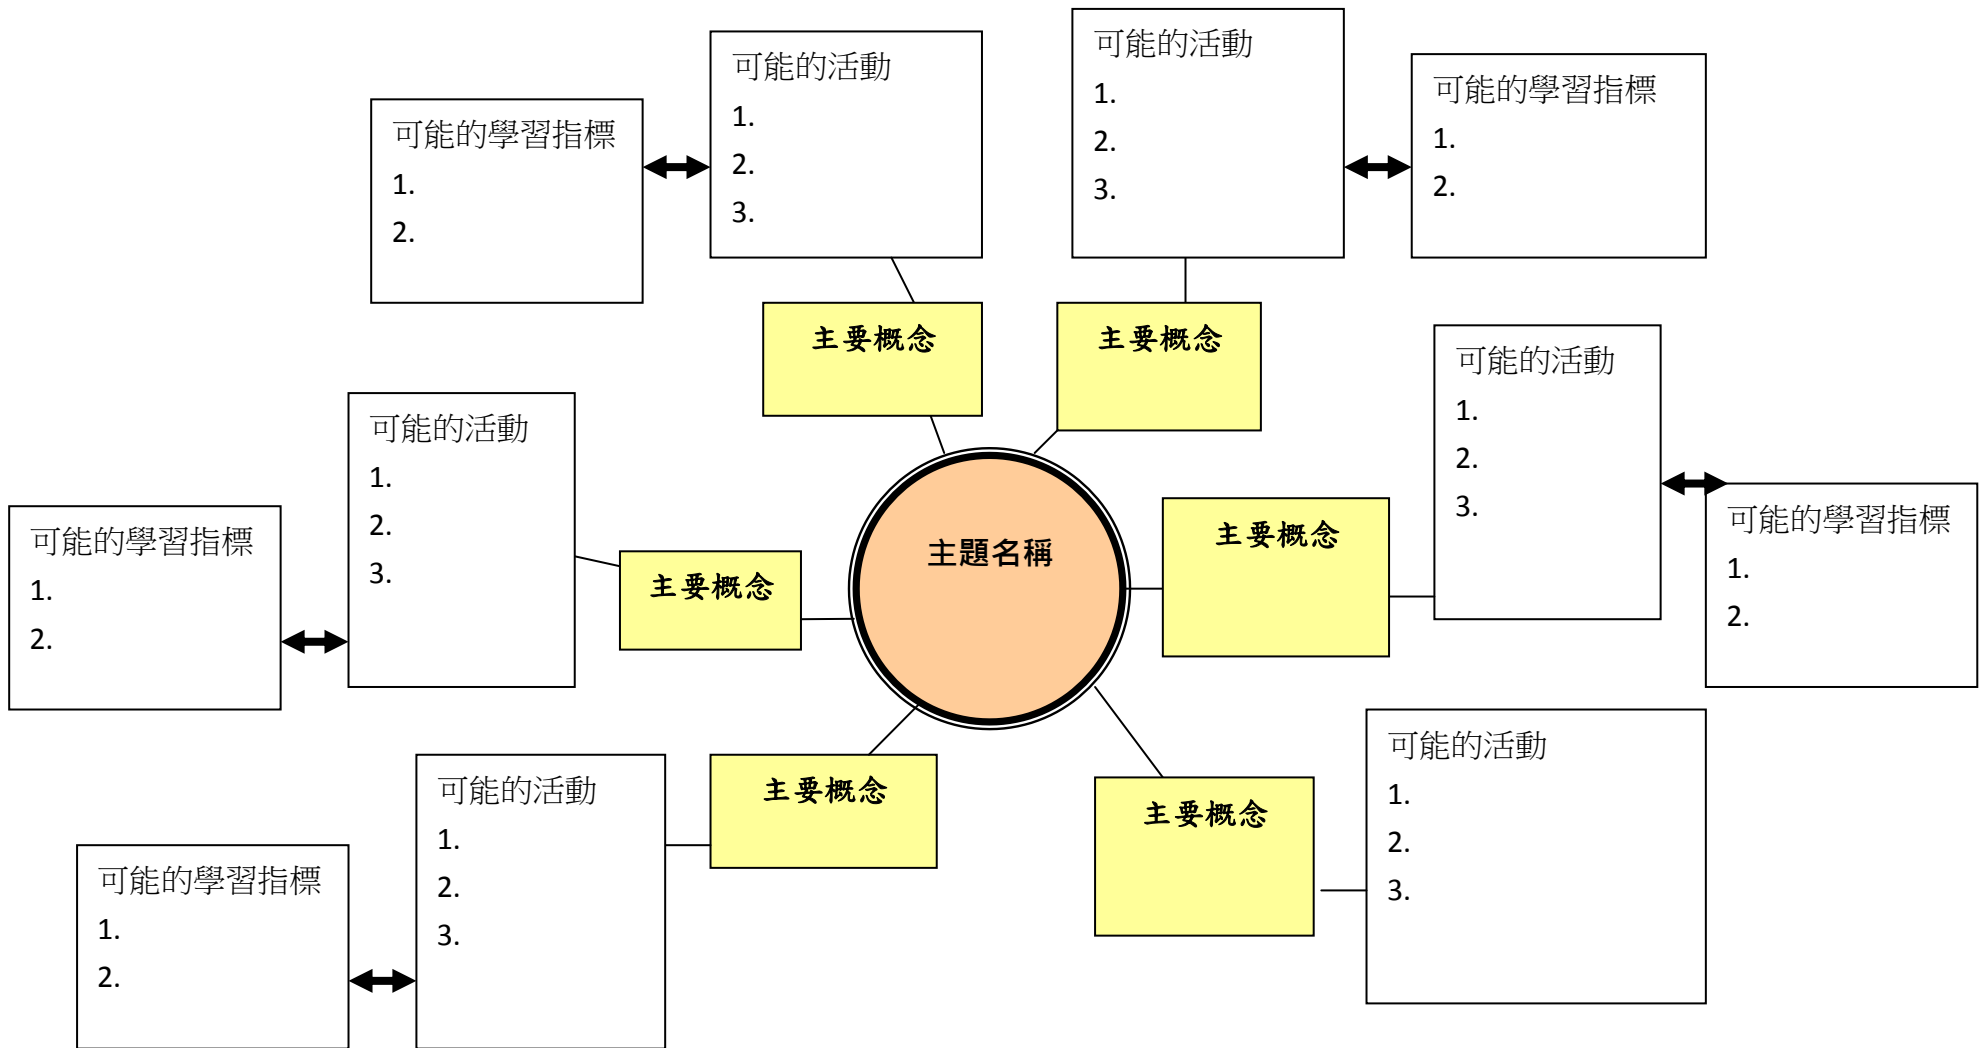 可能的學習指標
1.
2.
可能的活動
1.
2.
3.
主要概念
可能的活動
1.
2.
3.
可能的學習指標
1.
2.
主要概念
可能的學習指標
1.
2.
可能的活動
1.
2.
3.
主要概念
主題名稱
主要概念
可能的活動
1.
2.
3.
可能的學習指標
1.
2.
可能的學習指標
1.
2.
可能的活動
1.
2.
3.
主要概念
主要概念
可能的活動
1.
2.
3.